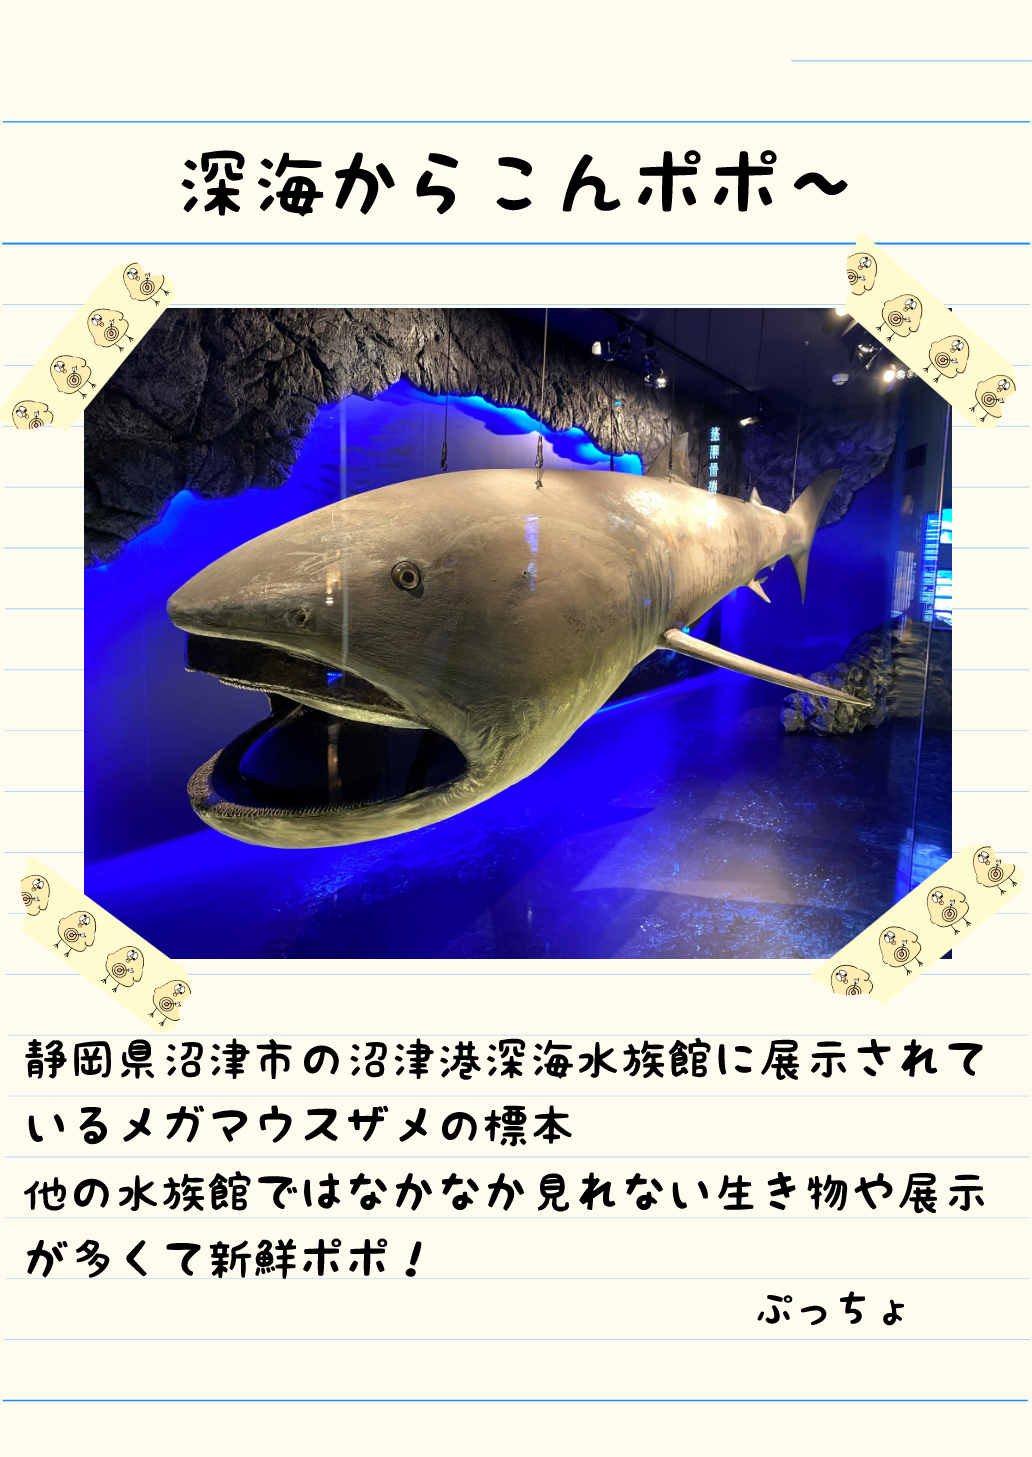 深海からこんポポ～
静岡県沼津市の沼津港深海水族館に展示されて
いるメガマウスザメの標本
他の水族館ではなかなか見れない生き物や展示
が多くて新鮮ポポ！
ぷっちょ